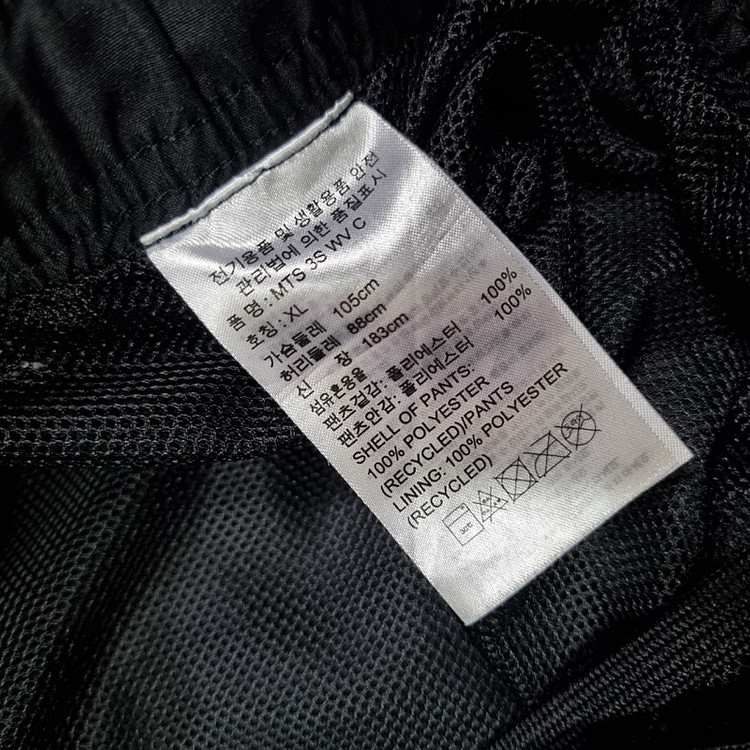 전기용품 및 생활용품 안전
관리법에 의한 품질표시
품 명 : MTS 3S WV C
호칭 : XL
가슴둘레 105cm
허리둘레 88cm
신 장 183cm
섬유혼용율
팬츠겉감: 폴리에스터 100%
팬츠안감: 폴리에스터 100%
SHELL OF PANTS:
100% POLYESTER
(RECYCLED)/PANTS
LINING: 100% POLYESTER
(RECYCLED)